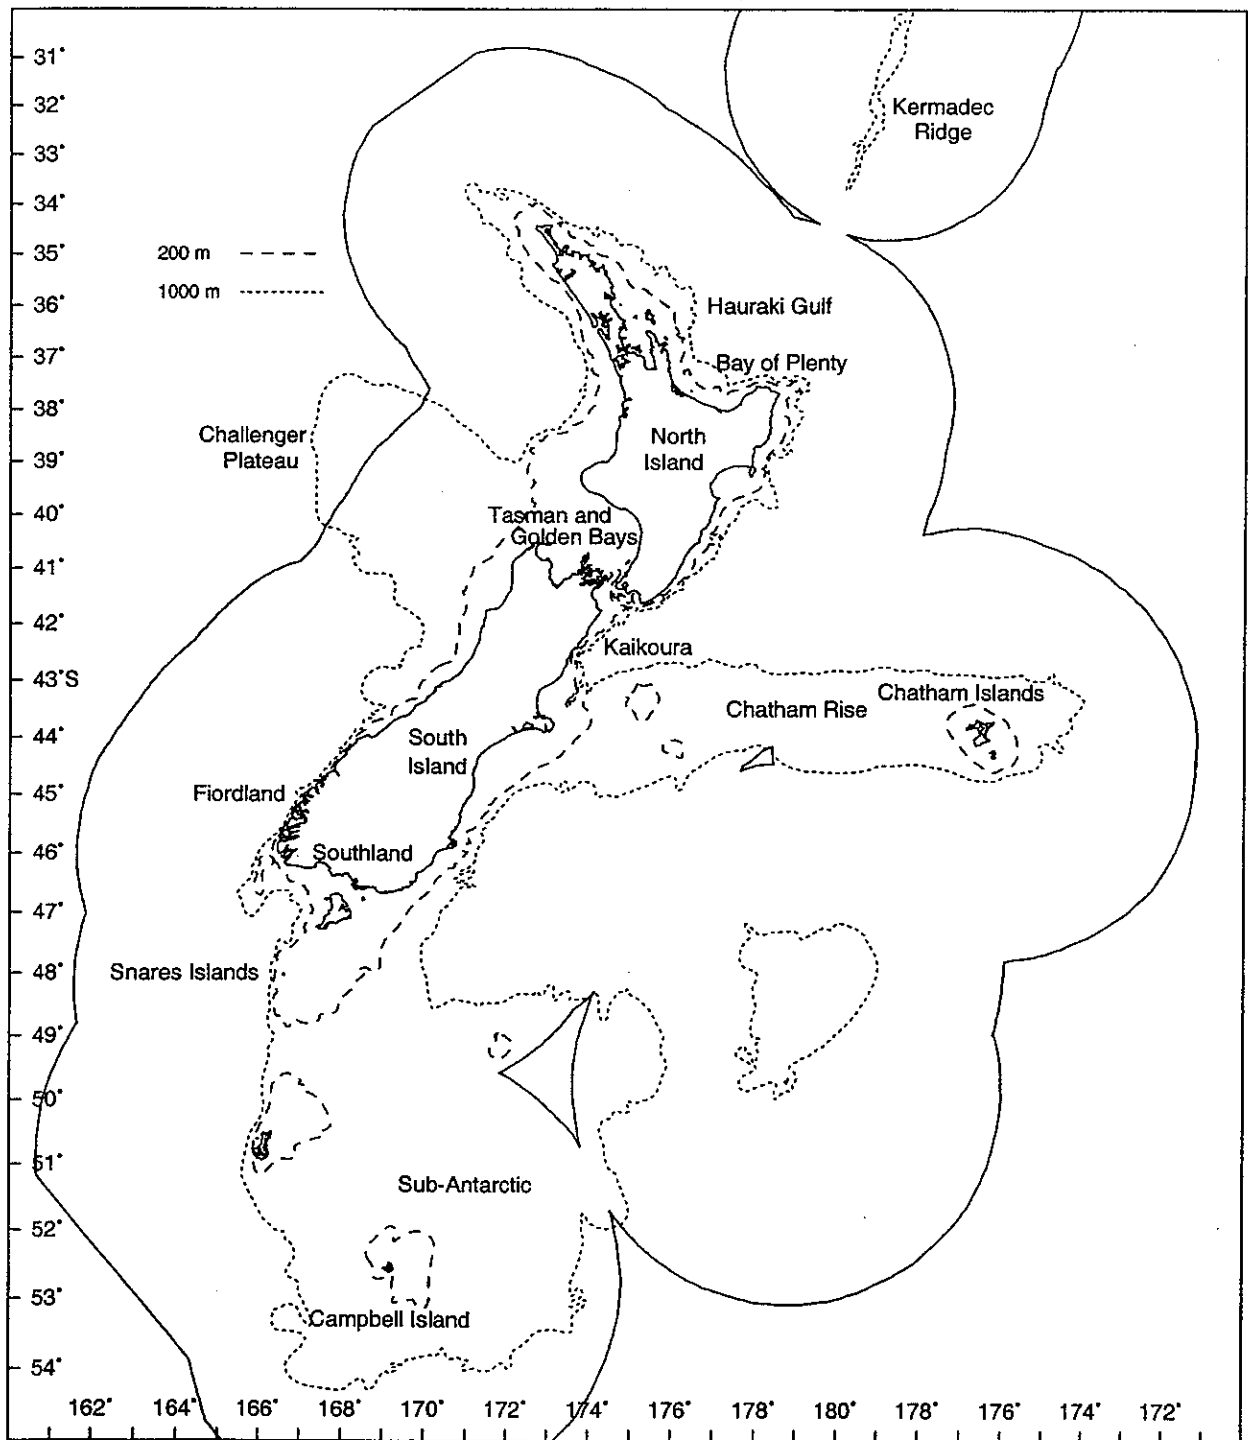 31°
32°
33°
34°
35°
36°
37°
38°
39°
40°
41°
42°
43°S
44°
45°
46°
47°
48°
49°
50°
51°
52°
53°
54°
Kermadec
Ridge
200 m
1000 m
Hauraki Gulf
Bay of Plenty
Challenger
Plateau
North
Island
Tasman and
Golden Bays
Kaikoura
Chatham Islands
Chatham Rise
South
Island
Fiordland
Southland
Snares Islands
Sub-Antarctic
Campbell Island
162° 164° 166° 168° 170° 172° 174° 176° 178° 180° 178° 176° 174° 172°